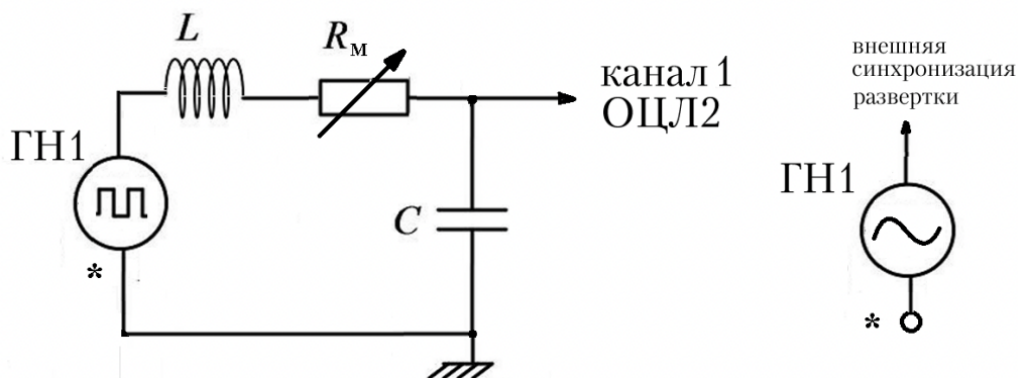 L
Rм
канал 1
ОЦЛ2
ГН1
*
C
внешняя
синхронизация
развертки
ГН1
*